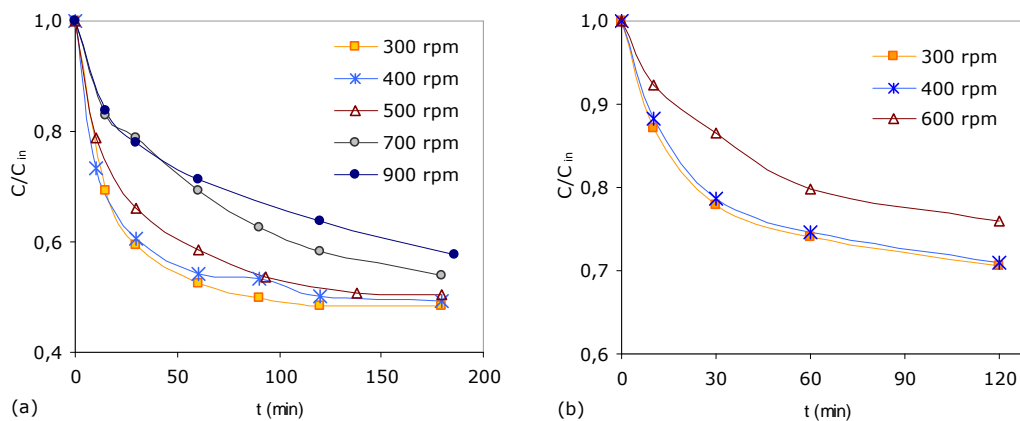 1,0
0,8
0,6
0,4
C/C in
0
50
100
150
200
t (min)
300 rpm
400 rpm
500 rpm
700 rpm
900 rpm
(a)
1,0
0,9
0,8
0,7
0,6
C/C in
0
30
60
90
120
t (min)
300 rpm
400 rpm
600 rpm
(b)